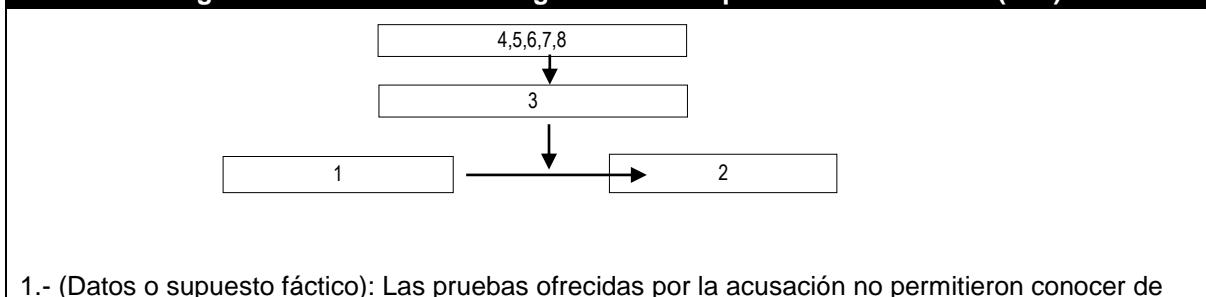 4,5,6,7,8
3
1 2
1.- (Datos o supuesto fáctico): Las pruebas ofrecidas por la acusación no permitieron conocer de